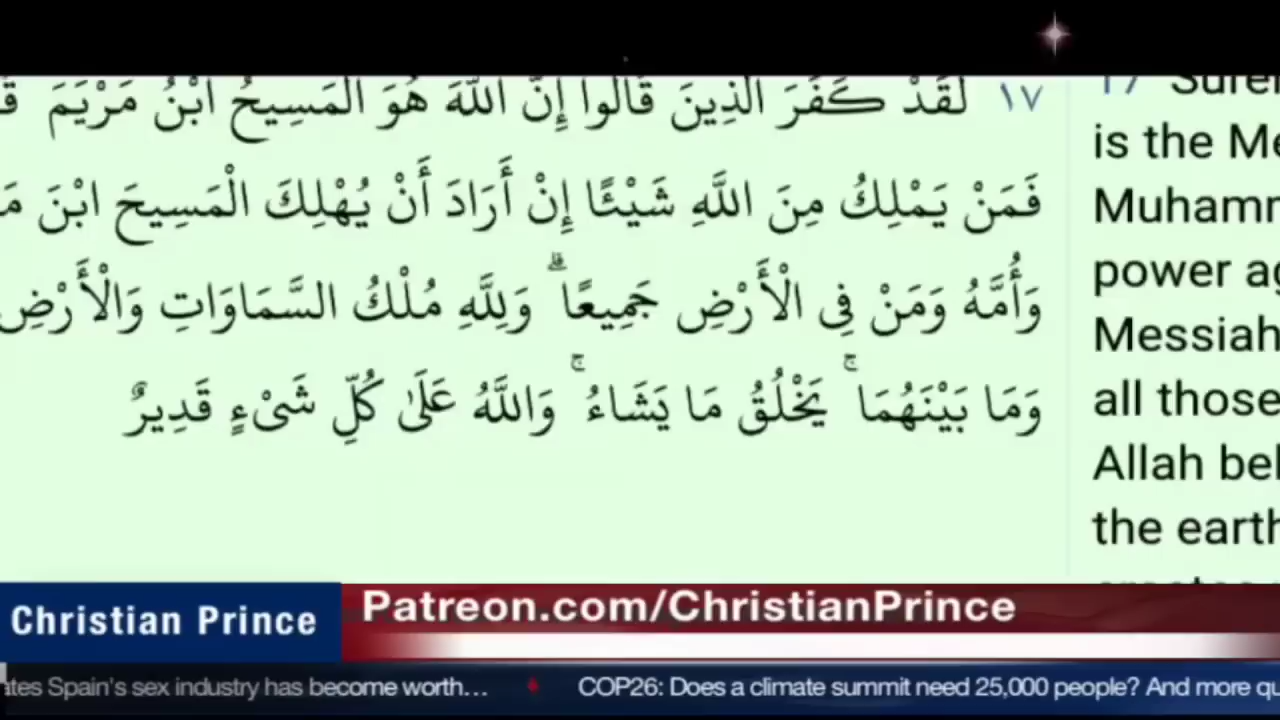 ١٧ لَقَدْ كَفَرَ الَّذِينَ قَالُوا إِنَّ اللَّهَ هُوَ الْمَسِيحُ ابْنُ مَرْيَمَ
فَمَنْ يَمْلِكُ مِنَ اللَّهِ شَيْئًا إِنْ أَرَادَ أَنْ يُهْلِكَ الْمَسِيحَ ابْنَ
وَأُمَّهُ وَمَنْ فِي الْأَرْضِ جَمِيعًا ۗ وَلِلَّهِ مُلْكُ السَّمَاوَاتِ وَالْأَرْضِ
وَمَا بَيْنَهُمَا ۚ يَخْلُقُ مَا يَشَاءُ ۚ وَاللَّهُ عَلَىٰ كُلِّ شَيْءٍ قَدِيرٌ
17
is the
Muhamm
power
Messiah
all those
Allah
the earth
Christian Prince
Patreon.com/ChristianPrince
Spain's sex industry has become worth... COP26: Does a climate summit need 25,000 people? And more